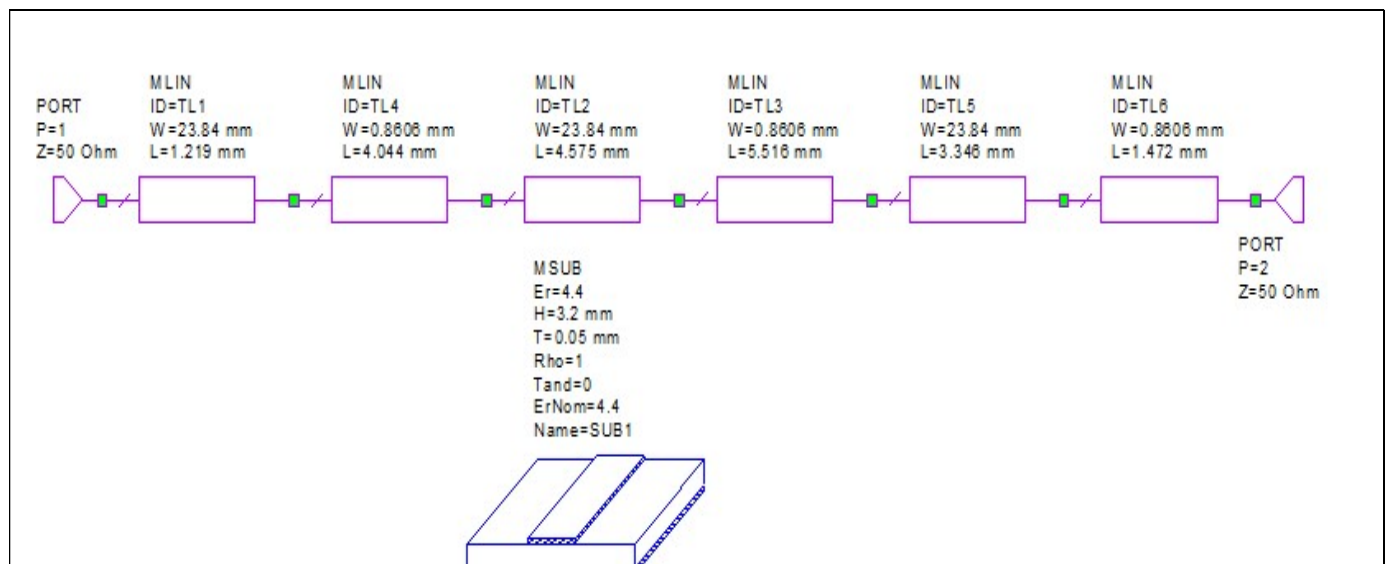 PORT
P=1
Z=50 Ohm
MLIN
ID=TL1
W=23.84 mm
L=1.219 mm
MLIN
ID=TL4
W=0.8606 mm
L=4.044 mm
MLIN
ID=TL2
W=23.84 mm
L=4.575 mm
MLIN
ID=TL3
W=0.8606 mm
L=5.516 mm
MLIN
ID=TL5
W=23.84 mm
L=3.346 mm
MLIN
ID=TL6
W=0.8606 mm
L=1.472 mm
PORT
P=2
Z=50 Ohm
MSUB
Er=4.4
H=3.2 mm
T=0.05 mm
Rho=1
Tand=0
ErNom=4.4
Name=SUB1